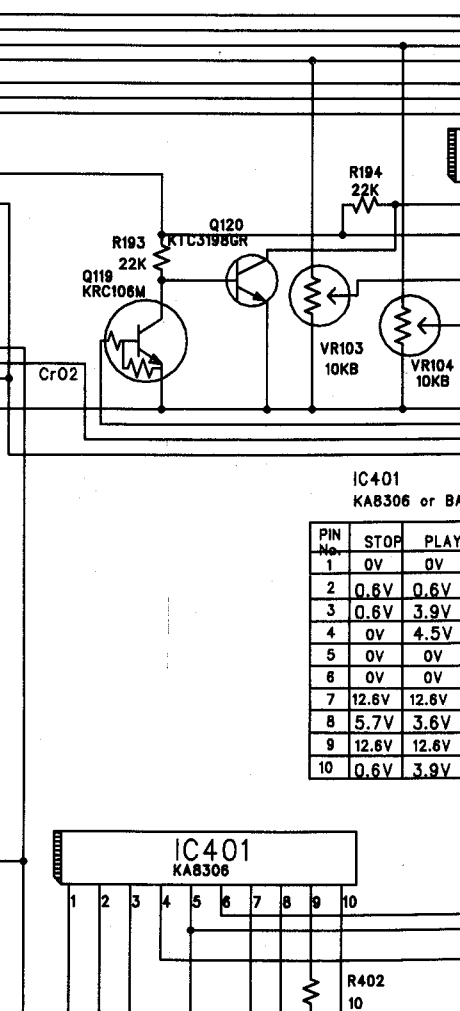 R194
22K
Q120
KTC3198GR
R193
22K
Q119
KRC106M
VR103
10KB
VR104
10KB
CrO2
IC401
KA8306 or BA
PIN No. STOP PLAY
1 0V 0V
2 0.6V 0.6V
3 0.6V 3.9V
4 0V 4.5V
5 0V 0V
6 0V 0V
7 12.6V 12.6V
8 5.7V 3.6V
9 12.6V 12.6V
10 0.6V 3.9V
IC401
KA8306
1 2 3 4 5 6 7 8 9 10
R402
10